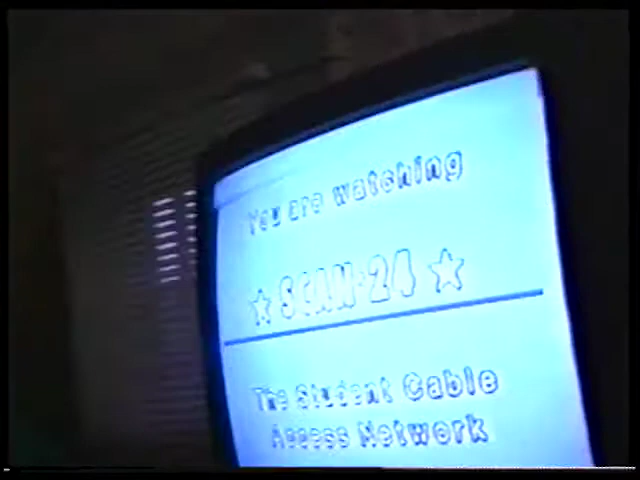 You are watching
☆ SCAN-24 ☆
The Student Cable
Access Network